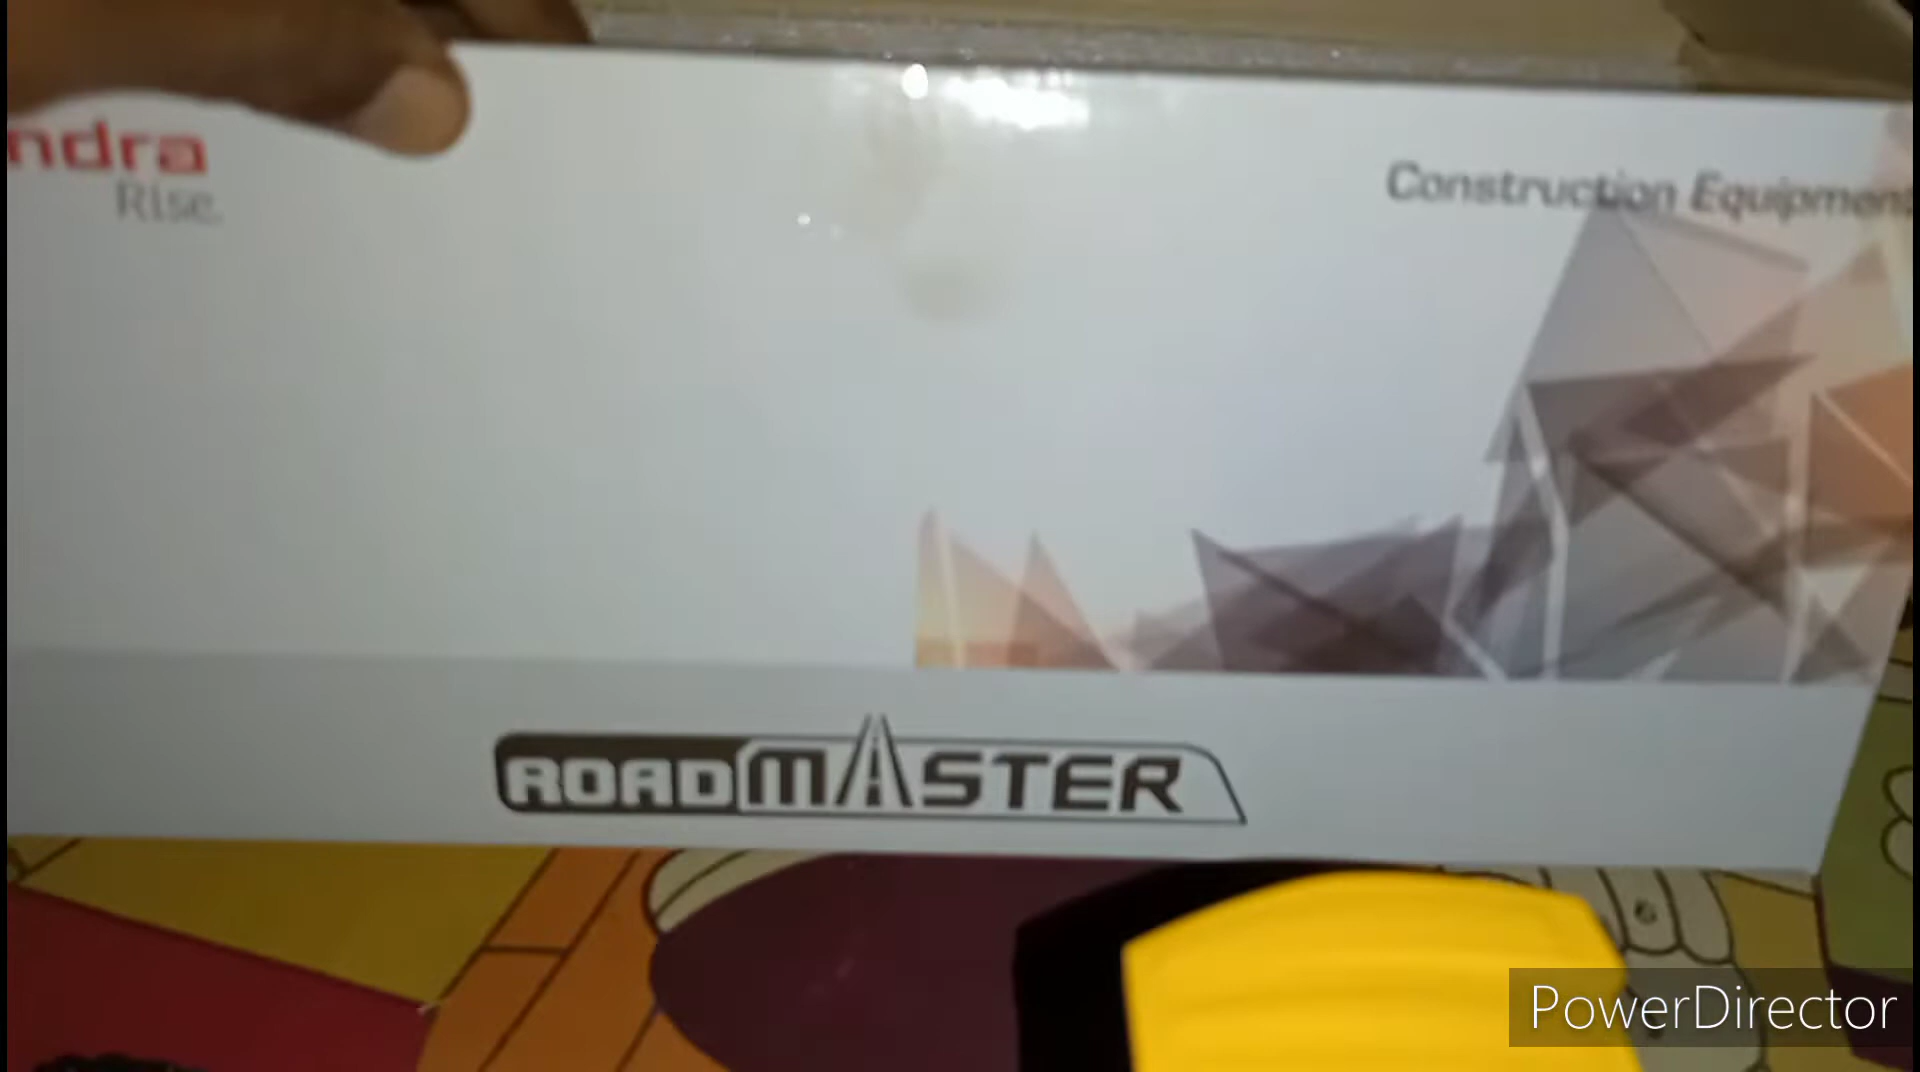 ndra
Rise.
Construction Equipment
ROADMASTER
PowerDirector